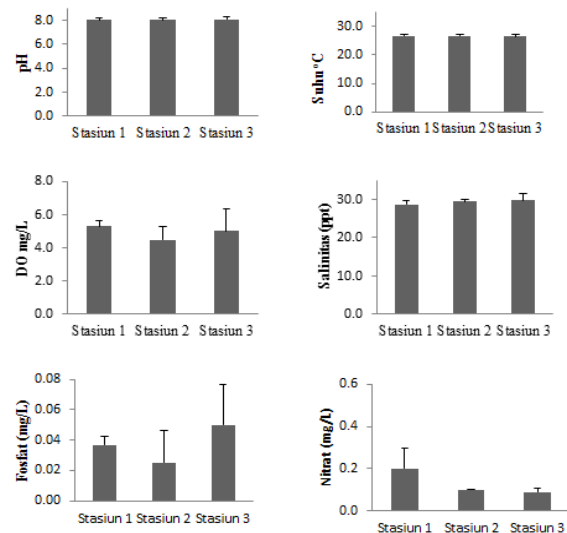 pH
8.0
6.0
4.0
2.0
0.0
Stasiun 1 Stasiun 2 Stasiun 3
Suhu°C
30.0
20.0
10.0
0.0
Stasiun 1 Stasiun 2 Stasiun 3
DO mg/L
8.0
6.0
4.0
2.0
0.0
Stasiun 1 Stasiun 2 Stasiun 3
Salinitas (ppt)
30.0
20.0
10.0
0.0
Stasiun 1 Stasiun 2 Stasiun 3
Fosfat (mg/L)
0.08
0.06
0.04
0.02
0.00
Stasiun 1 Stasiun 2 Stasiun 3
Nitrat (mg/L)
0.6
0.4
0.2
0.0
Stasiun 1 Stasiun 2 Stasiun 3